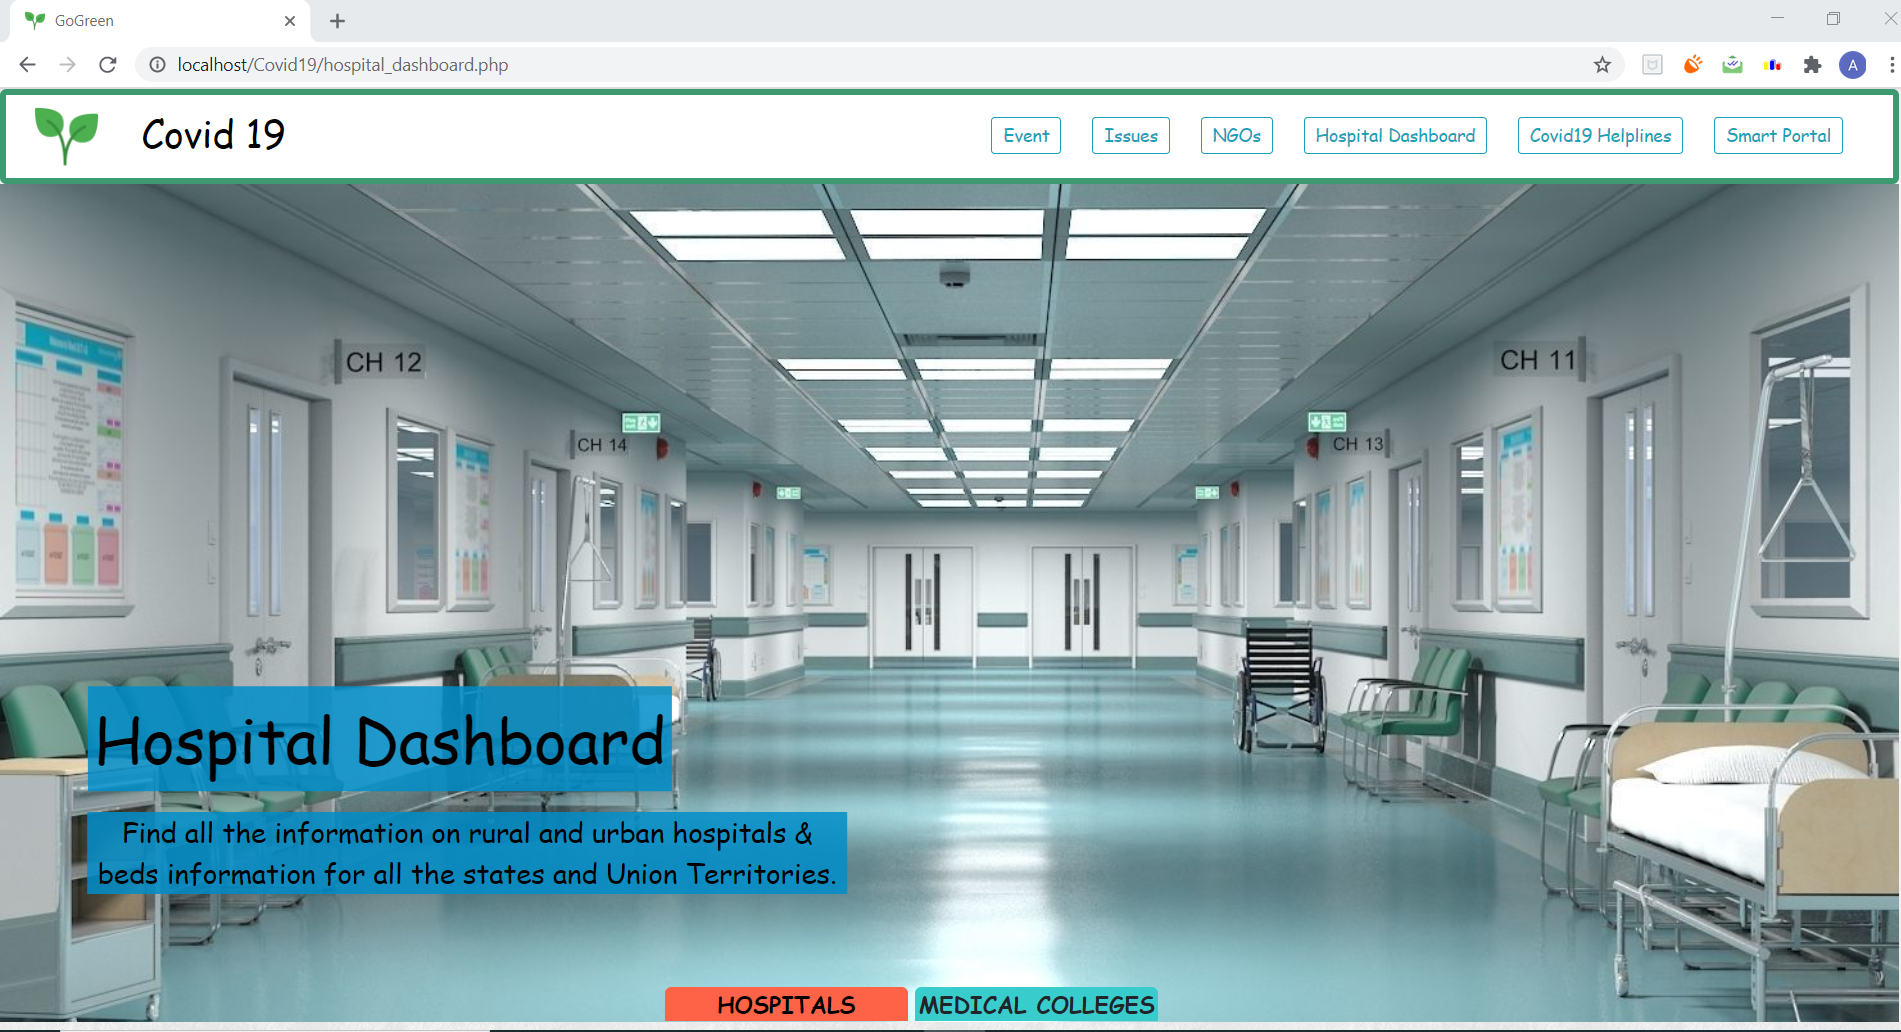 GoGreen
localhost/Covid19/hospital_dashboard.php
A
Covid 19
Event
Issues
NGOs
Hospital Dashboard
Covid19 Helplines
Smart Portal
CH 12
CH 11
CH 14
CH 13
Hospital Dashboard
Find all the information on rural and urban hospitals &
beds information for all the states and Union Territories.
HOSPITALS
MEDICAL COLLEGES